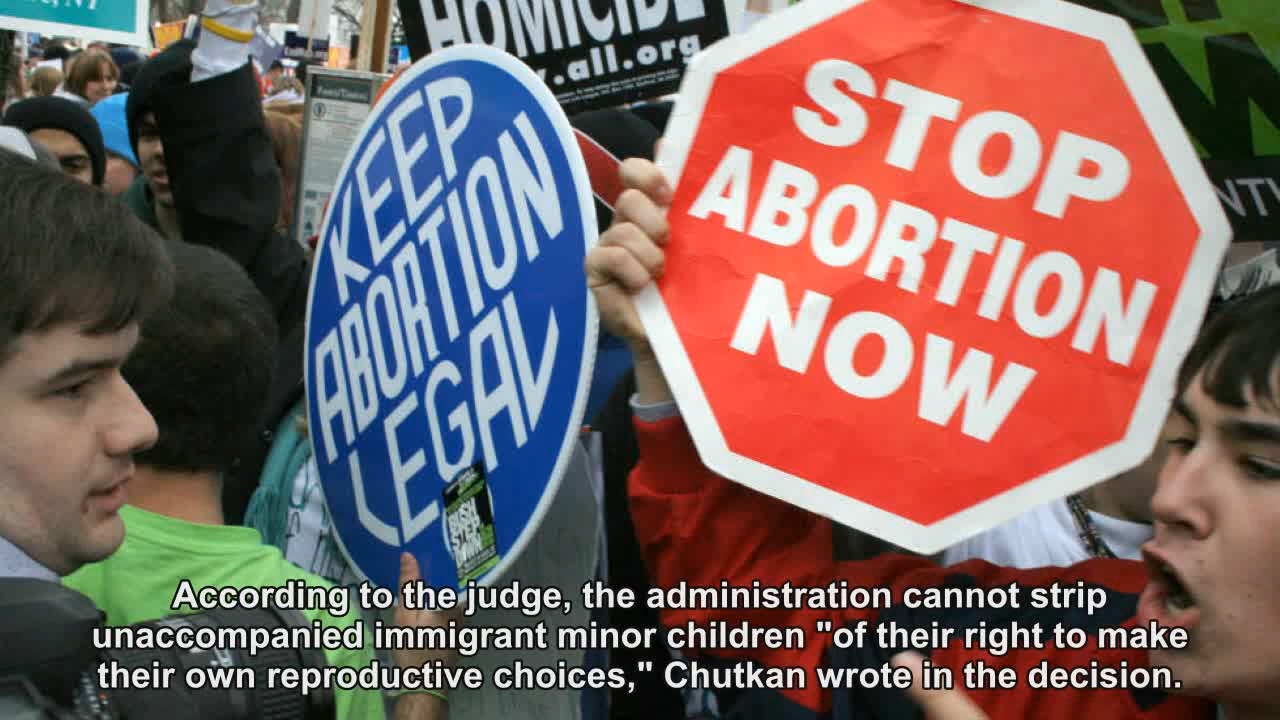 NY
HOMICIDE
.all.org
KEEP
ABORTION
LEGAL
STOP
ABORTION
NOW
According to the judge, the administration cannot strip
unaccompanied immigrant minor children "of their right to make
their own reproductive choices," Chutkan wrote in the decision.